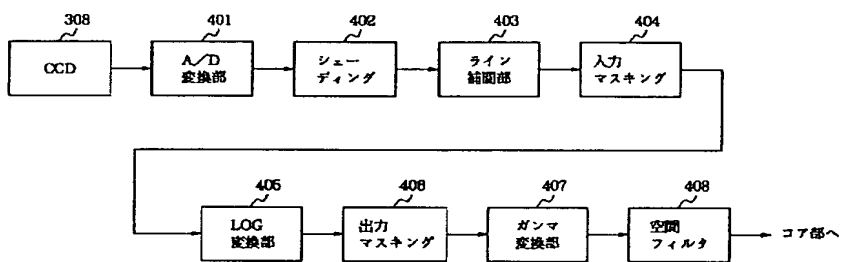 308
401
402
403
404
CCD
A/D
変換部
シェー
ディング
ライン
補間部
入力
マスキング
405
406
407
408
LOG
変換部
出力
マスキング
ガンマ
変換部
空間
フィルタ
コア部へ